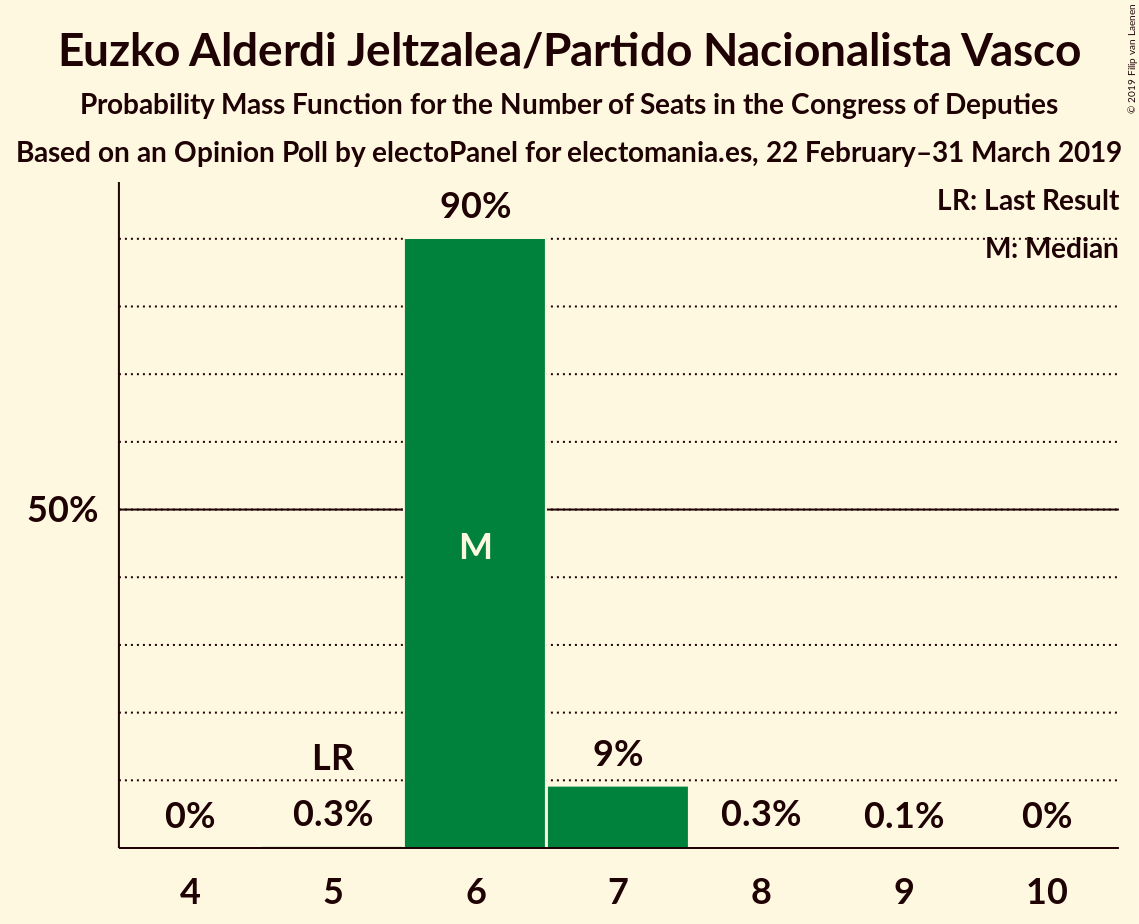 Euzko Alderdi Jeltzalea/Partido Nacionalista Vasco
Probability Mass Function for the Number of Seats in the Congress of Deputies
Based on an Opinion Poll by electoPanel for electomania.es, 22 February–31 March 2019
© 2019 Filip van Laenen
LR: Last Result
M: Median
90%
50%
M
LR
9%
0%
0.3%
0.3%
0.1%
0%
4
5
6
7
8
9
10